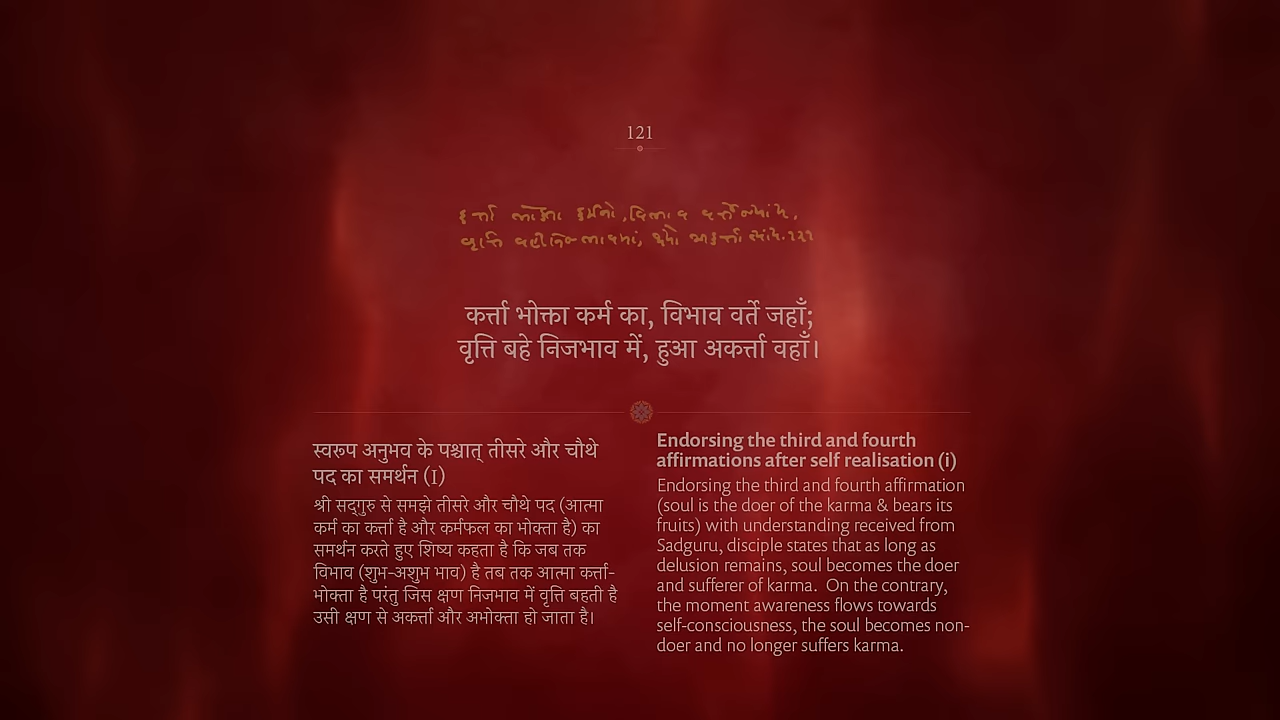 121
कर्त्ता भोक्ता कर्म का, विभाव वर्ते जहाँ;
वृत्ति बहे निजभाव में, हुआ अकर्त्ता वहाँ।
स्वरूप अनुभव के पश्चात् तीसरे और चौथे
पद का समर्थन (I)
श्री सद्गुरु से समझे तीसरे और चौथे पद (आत्मा
कर्म का कर्त्ता है और कर्मफल का भोक्ता है) का
समर्थन करते हुए शिष्य कहता है कि जब तक
विभाव (शुभ-अशुभ भाव) है तब तक आत्मा कर्त्ता-
भोक्ता है परंतु जिस क्षण निजभाव में वृत्ति बहती है
उसी क्षण से अकर्त्ता और अभोक्ता हो जाता है।
Endorsing the third and fourth
affirmations after self realisation (i)
Endorsing the third and fourth affirmation
(soul is the doer of the karma & bears its
fruits) with understanding received from
Sadguru, disciple states that as long as
delusion remains, soul becomes the doer
and sufferer of karma.  On the contrary,
the moment awareness flows towards
self-consciousness, the soul becomes non-
doer and no longer suffers karma.